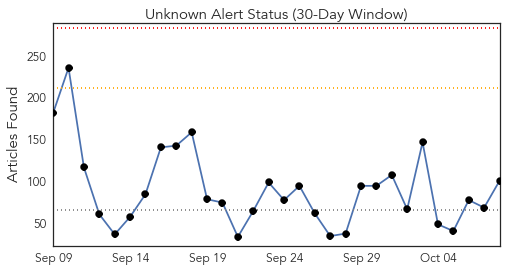 Unknown Alert Status (30-Day Window)
Articles Found
250
200
150
100
50
Sep 09 Sep 14 Sep 19 Sep 24 Sep 29 Oct 04